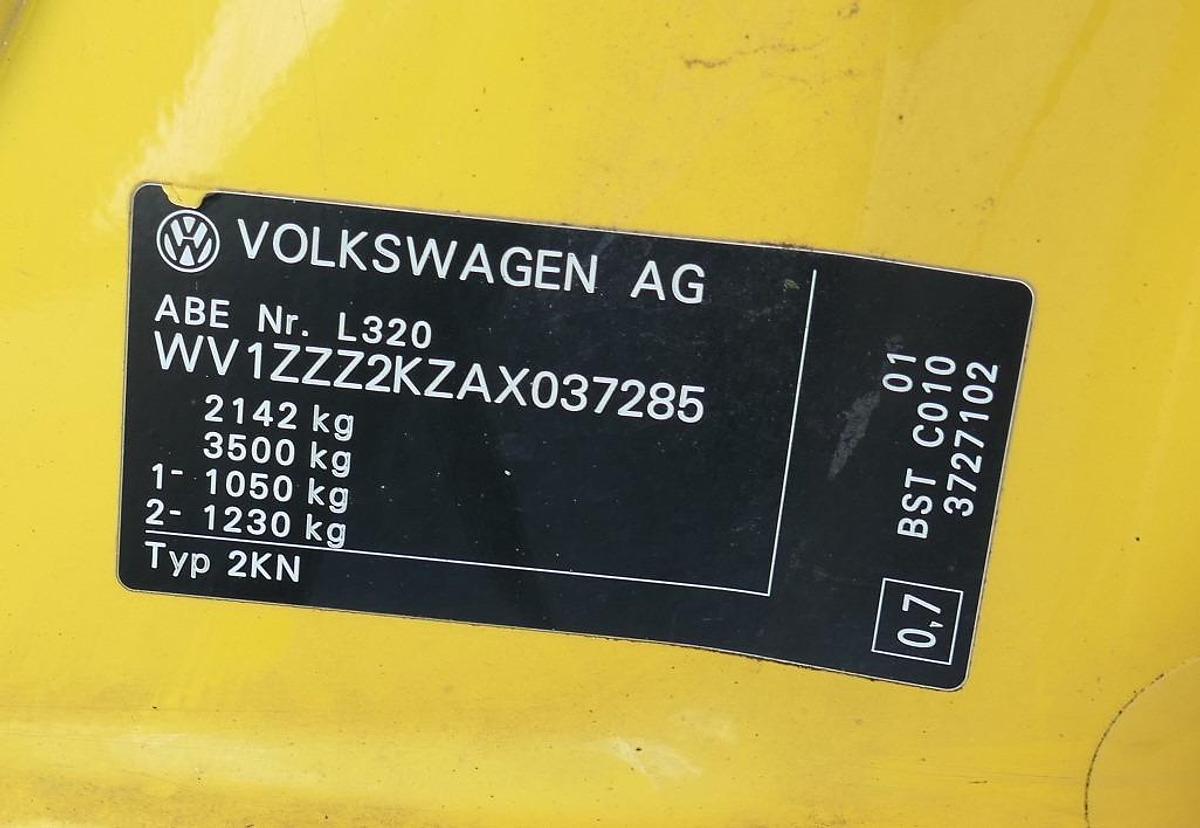 VOLKSWAGEN AG
ABE Nr. L320
WV1ZZZ2KZAX037285
2142 kg
3500 kg
1- 1050 kg
2- 1230 kg
Typ 2KN
01
BST C010
3727102
0,7